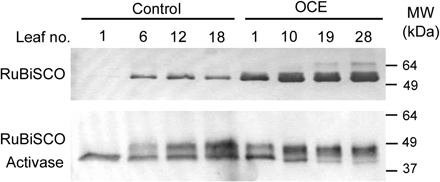 Control OCE MW
Leaf no. 1 6 12 18 1 10 19 28 (kDa)
RuBiSCO 64
49
64
RuBiSCO 49
Activase 37